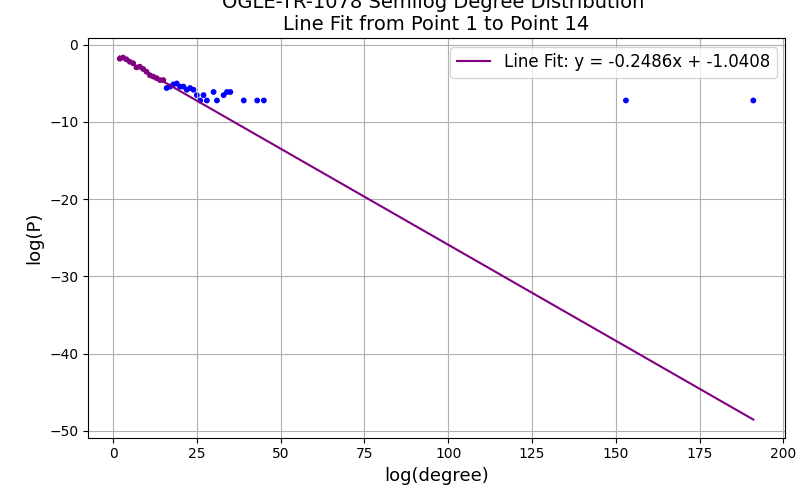 OGLE-TR-1078 Semilog Degree Distribution
Line Fit from Point 1 to Point 14
Line Fit: y = -0.2486x + -1.0408
log(P)
0
−10
−20
−30
−40
−50
0 25 50 75 100 125 150 175 200
log(degree)